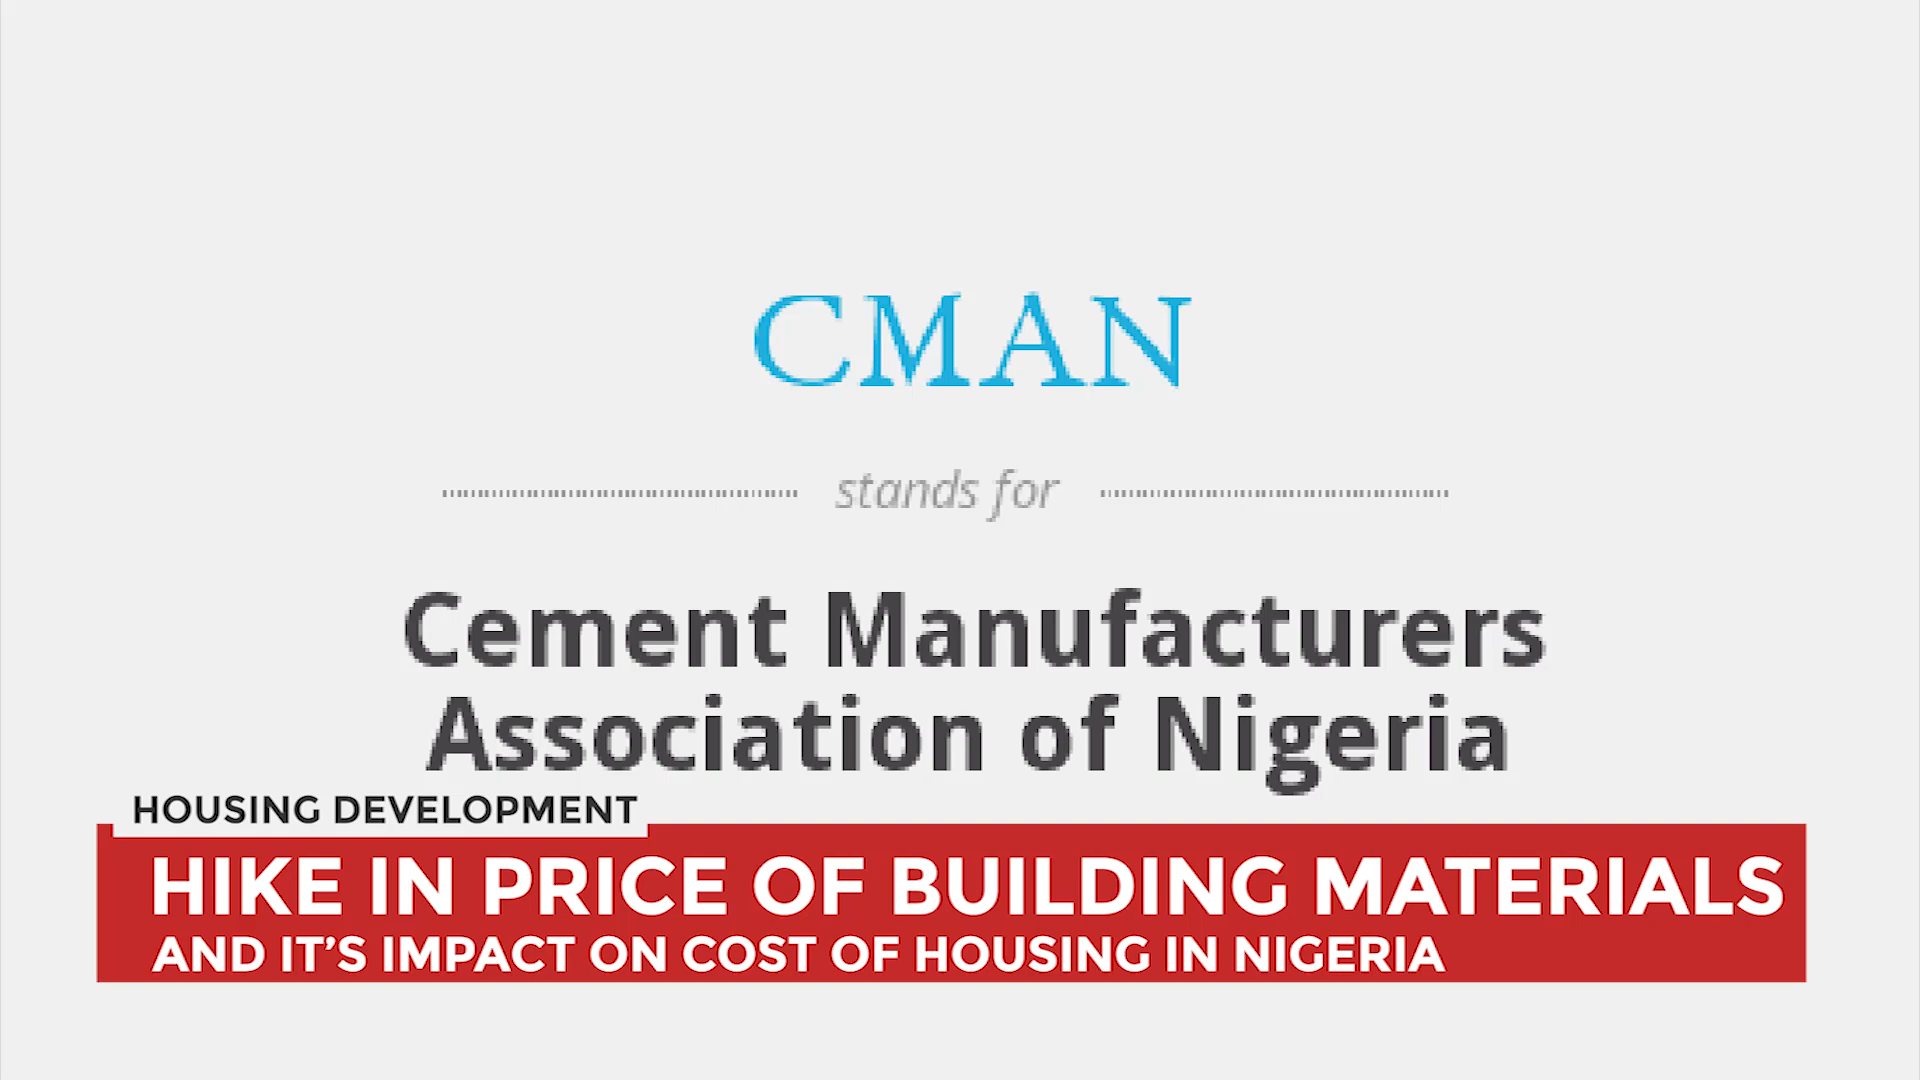 CMAN
stands for
Cement Manufacturers
Association of Nigeria
HOUSING DEVELOPMENT
HIKE IN PRICE OF BUILDING MATERIALS
AND IT'S IMPACT ON COST OF HOUSING IN NIGERIA